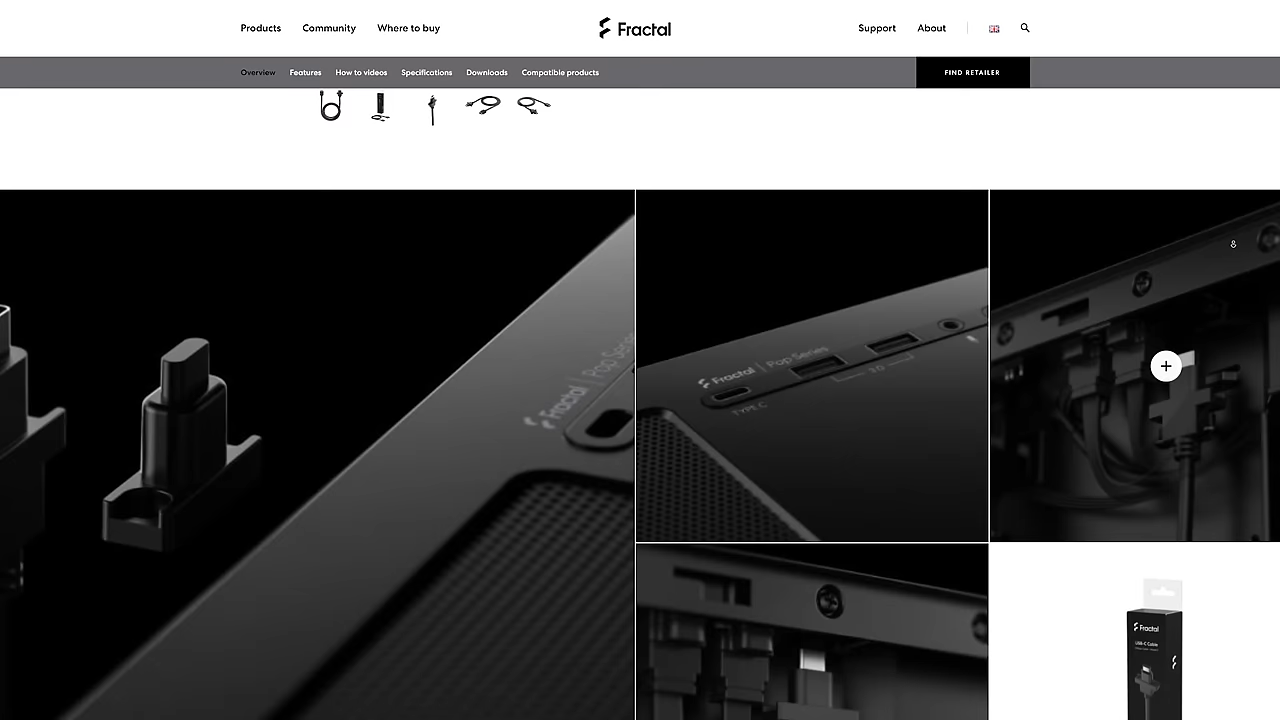 Products Community Where to buy
Fractal
Support About
Overview Features How to videos Specifications Downloads Compatible products
FIND RETAILER
Fractal | Pop Series
Fractal | Pop Series
TYPE C
3.0
Fractal
USB-C Cable